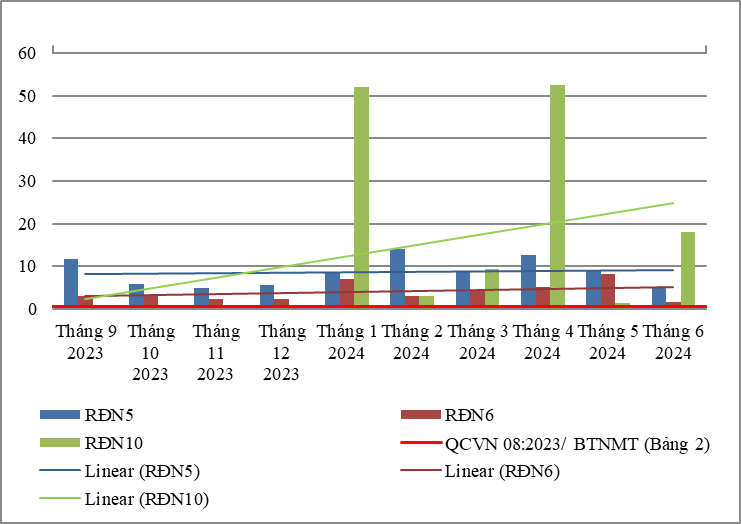 60
50
40
30
20
10
0
Tháng 9 Tháng Tháng Tháng Tháng 1 Tháng 2 Tháng 3 Tháng 4 Tháng 5 Tháng 6
2023 10 11 12 2024 2024 2024 2024 2024 2024
2023 2023 2023
RĐN5 RĐN6
RĐN10 QCVN 08:2023/ BTNMT (Bảng 2)
Linear (RĐN5) Linear (RĐN6)
Linear (RĐN10)